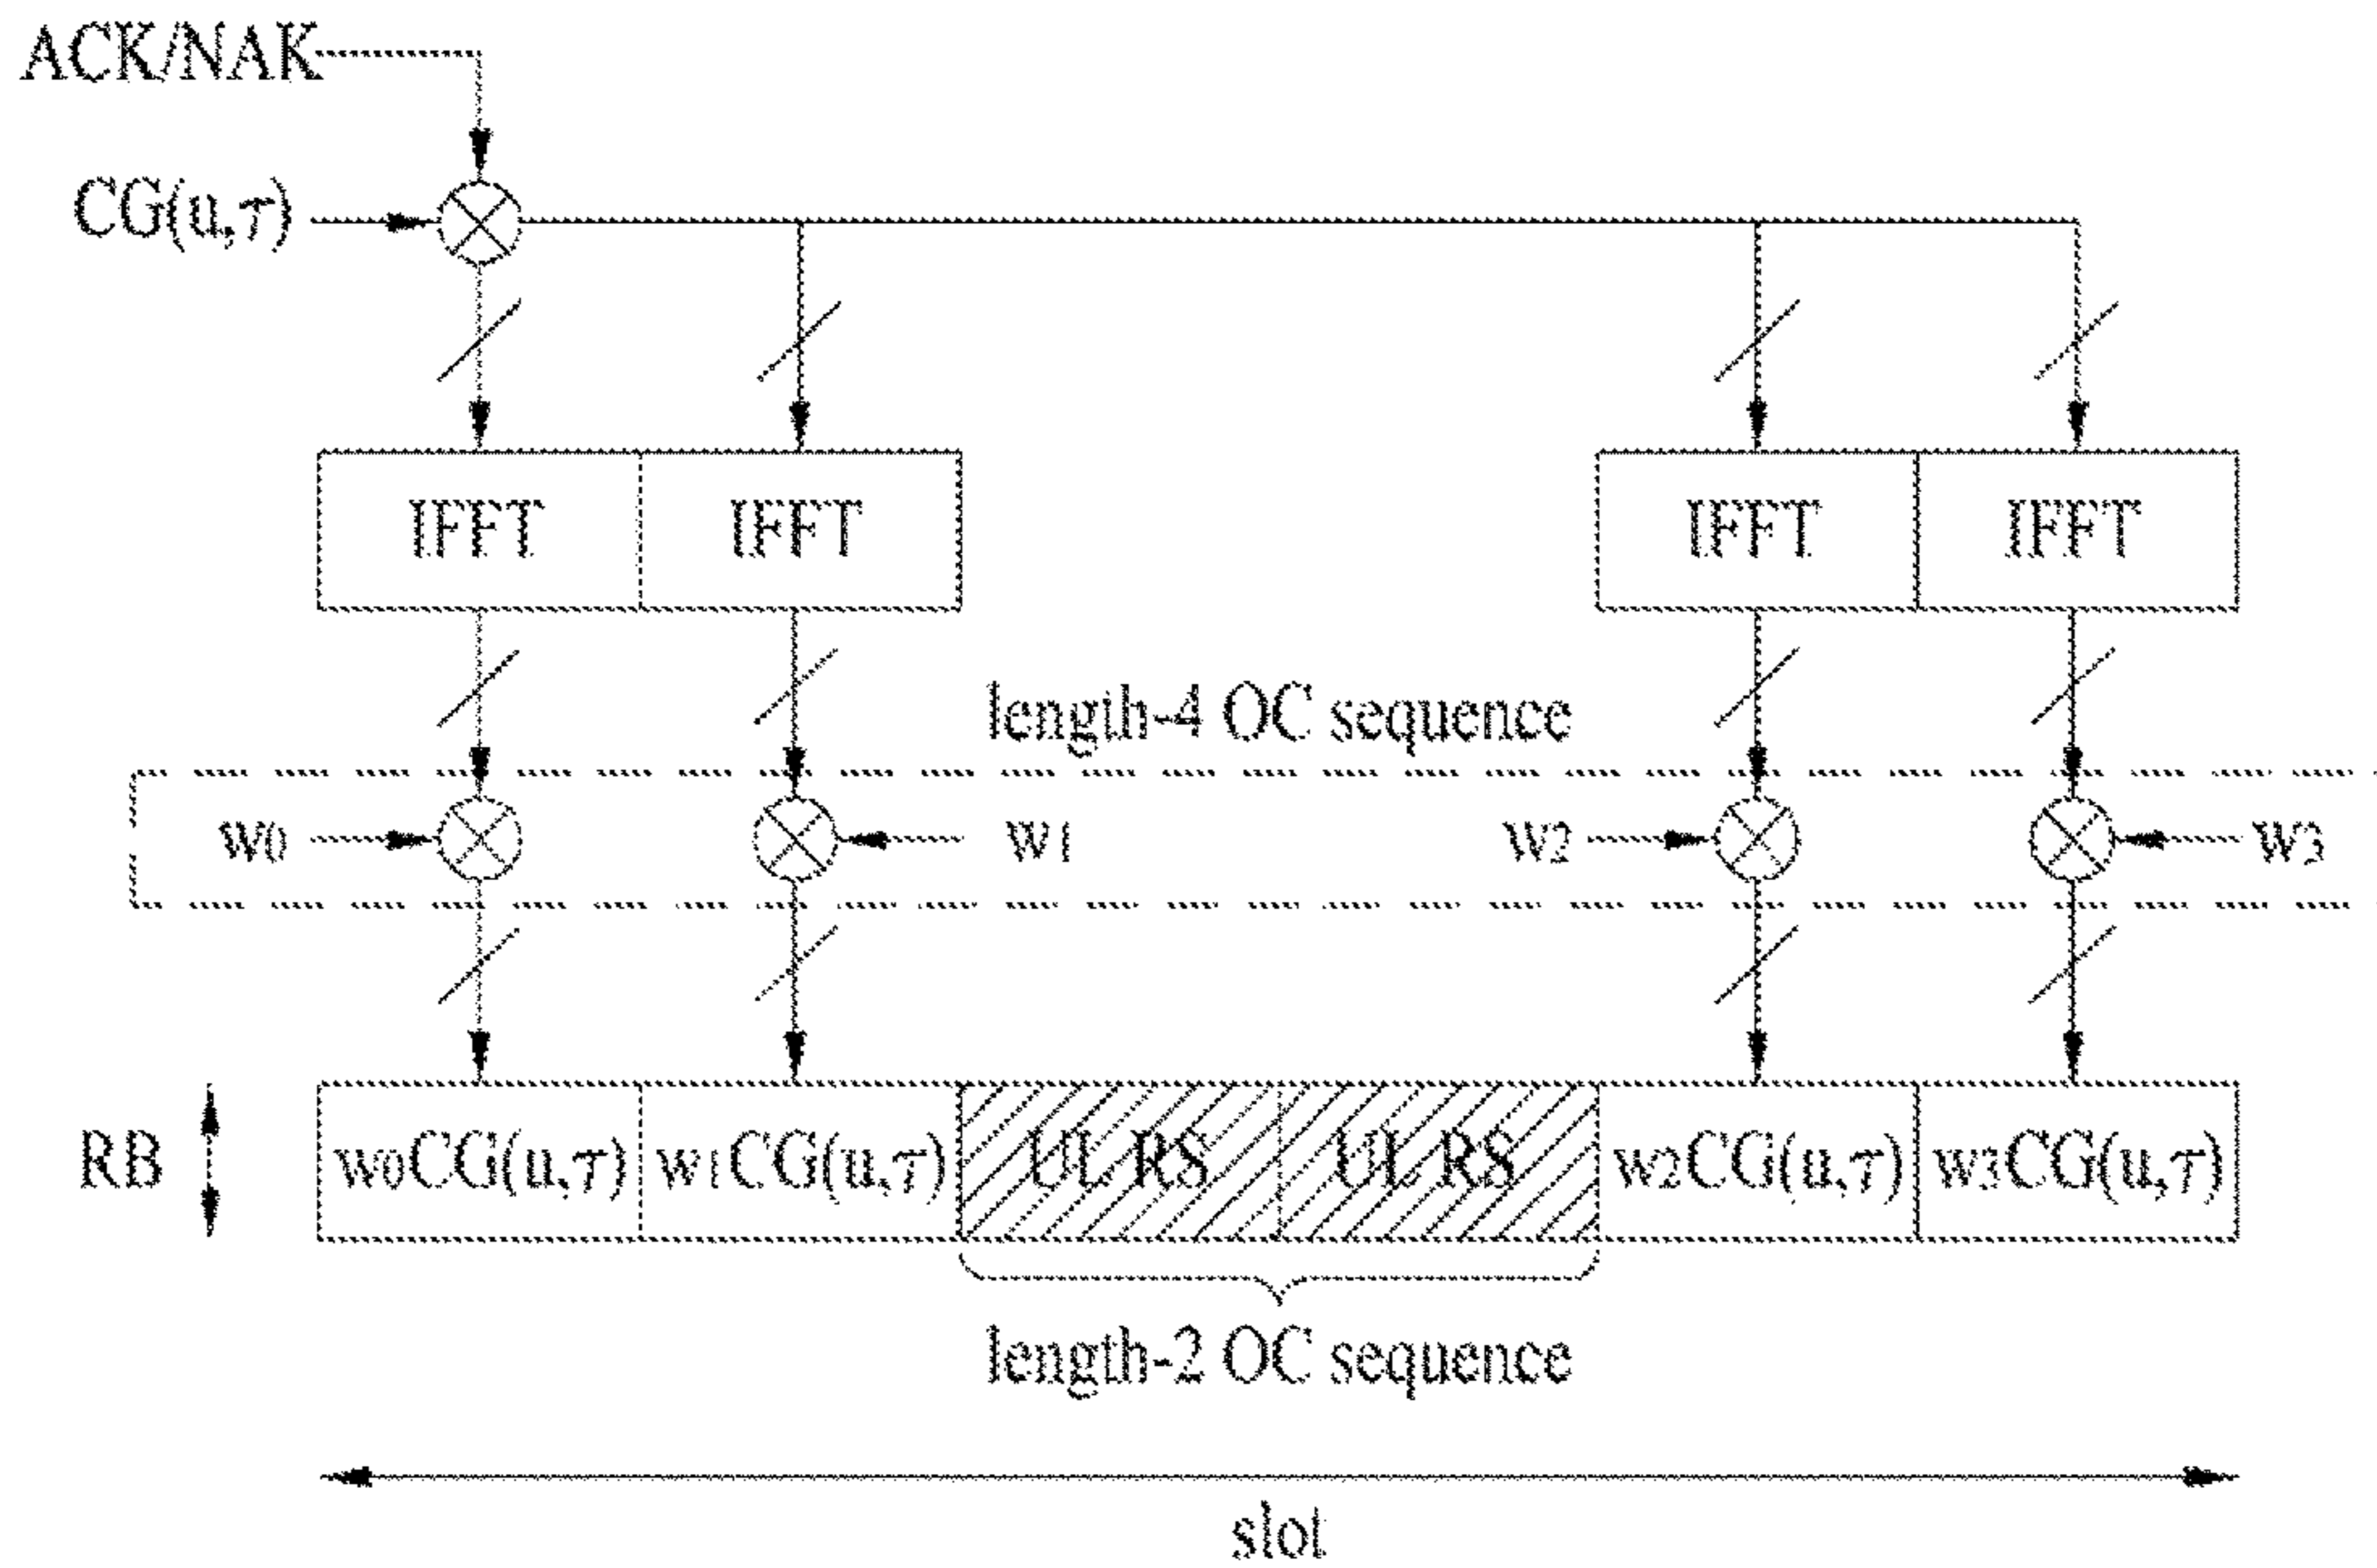 ACK/NAK
CG(u,τ)
IFFT IFFT IFFT IFFT
length-4 OC sequence
w0 w1 w2 w3
RB w0CG(u,τ) w1CG(u,τ) UL RS UL RS w2CG(u,τ) w3CG(u,τ)
length-2 OC sequence
slot